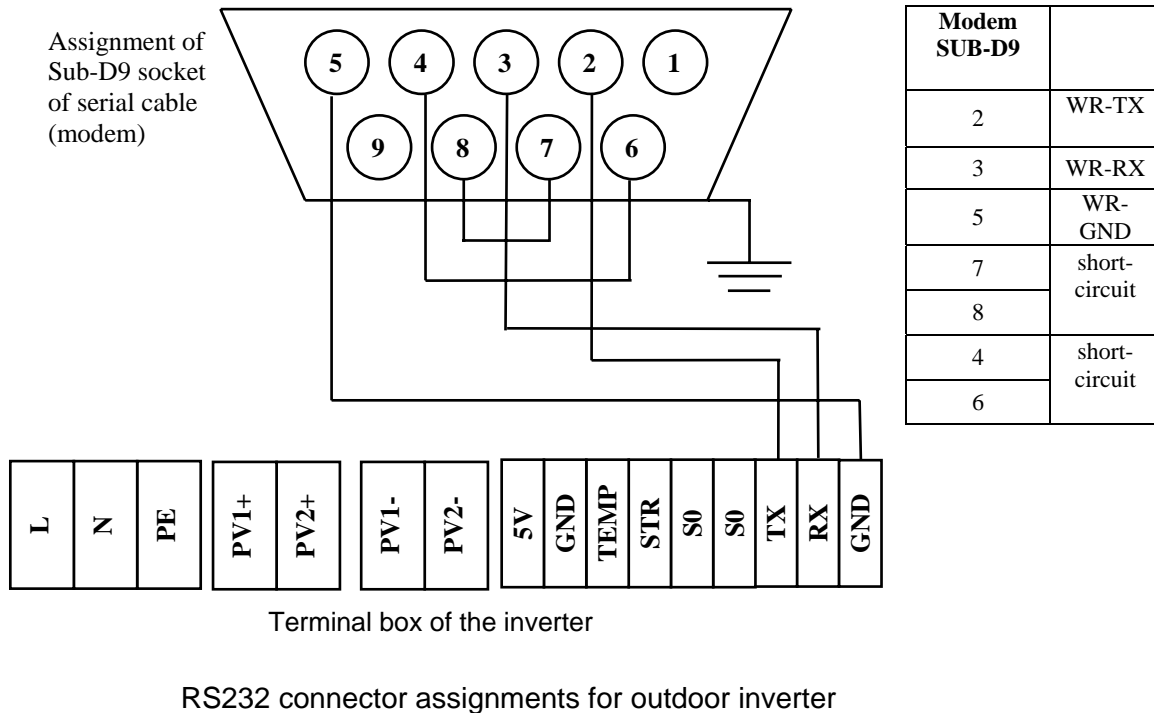 Assignment of
Sub-D9 socket
of serial cable
(modem)
5 4 3 2 1
9 8 7 6
Modem
SUB-D9
2 WR-TX
3 WR-RX
5 WR-
GND
7 short-
circuit
8
4 short-
circuit
6
L N PE PV1+ PV2+ PV1- PV2- 5V GND TEMP STR S0 S0 TX RX GND
Terminal box of the inverter
RS232 connector assignments for outdoor inverter